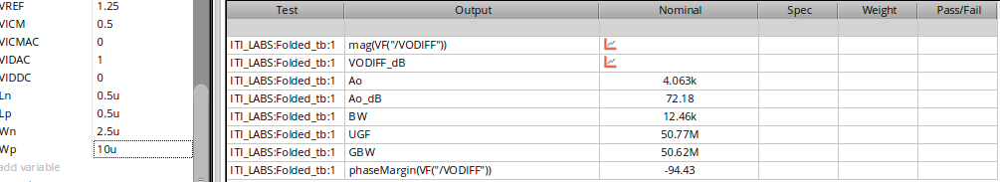 VREF 1.25
VICM 0.5
VICMAC 0
VIDAC 1
VIDDC 0
Ln 0.5u
Lp 0.5u
Wn 2.5u
Wp 10u
add variable
Test Output Nominal Spec Weight Pass/Fail
ITI_LABS:Folded_tb:1 mag(VF("/VODIFF"))
ITI_LABS:Folded_tb:1 VODIFF_dB
ITI_LABS:Folded_tb:1 Ao 4.063k
ITI_LABS:Folded_tb:1 Ao_dB 72.18
ITI_LABS:Folded_tb:1 BW 12.46k
ITI_LABS:Folded_tb:1 UGF 50.77M
ITI_LABS:Folded_tb:1 GBW 50.62M
ITI_LABS:Folded_tb:1 phaseMargin(VF("/VODIFF")) -94.43